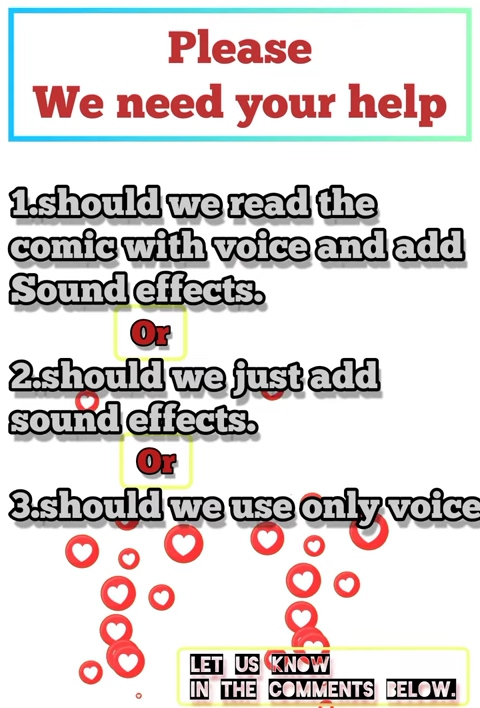 Please
We need your help
1.should we read the
comic with voice and add
Sound effects.
Or
2.should we just add
sound effects.
Or
3.should we use only voice
LET US KNOW
IN THE COMMENTS BELOW.